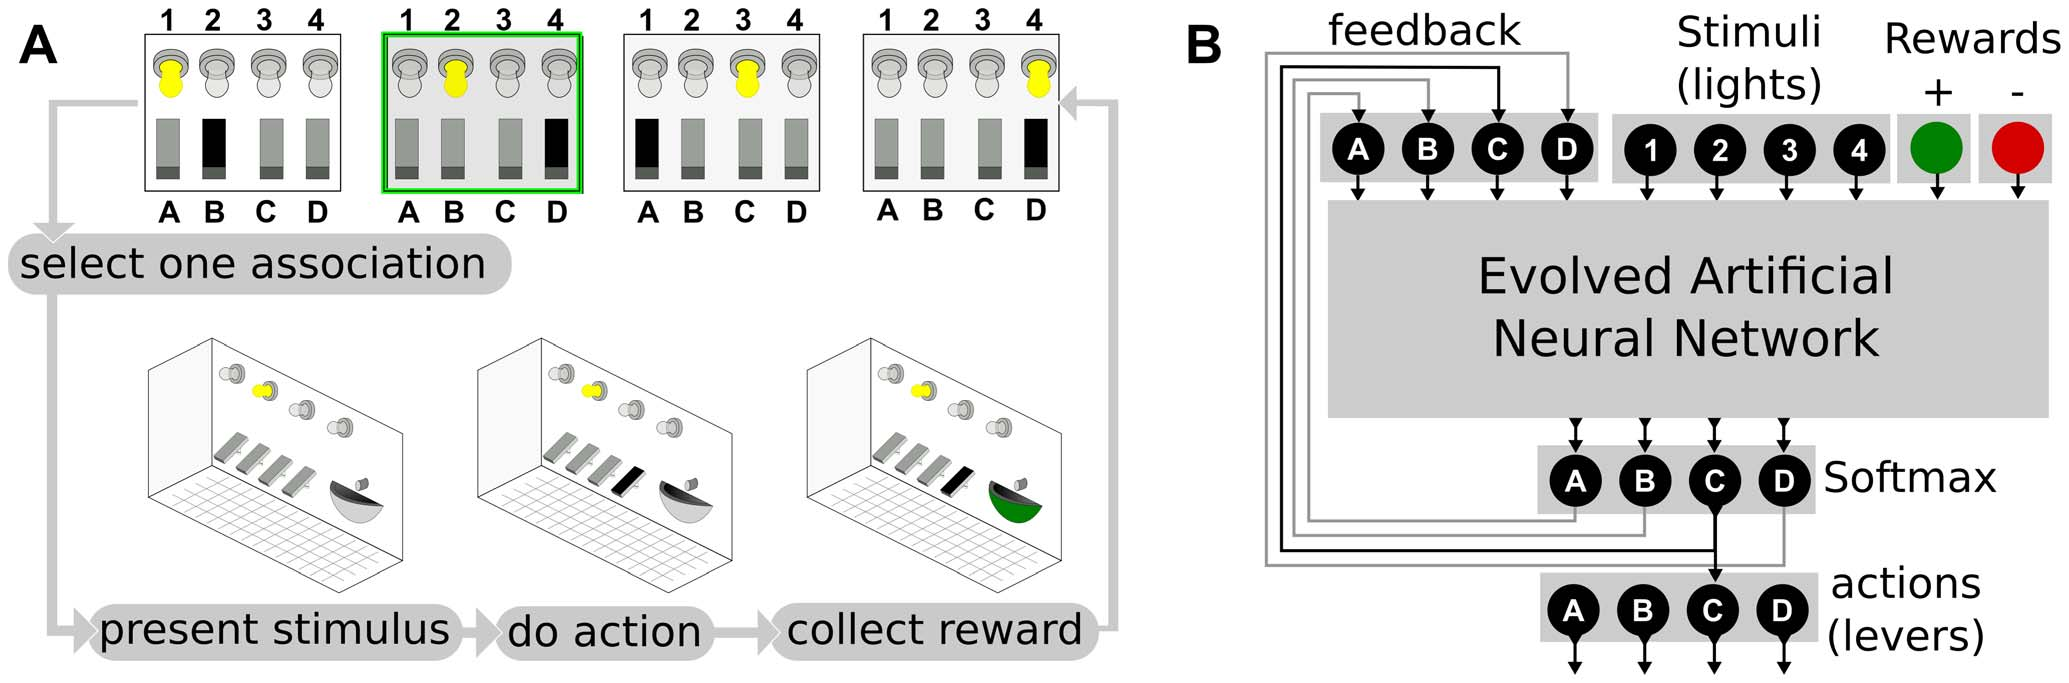 A
1 2 3 4
1 2 3 4
1 2 3 4
1 2 3 4
A B C D
A B C D
A B C D
A B C D
select one association
present stimulus
do action
collect reward
B
feedback
Stimuli
(lights)
Rewards
+ -
A B C D
1 2 3 4
Evolved Artificial
Neural Network
A B C D
Softmax
A B C D
actions
(levers)